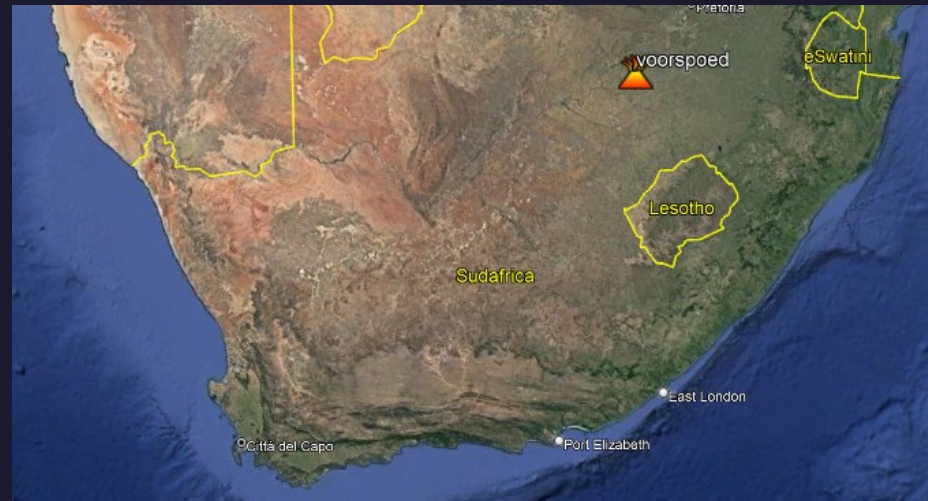 Pretoria
voorspoed
eSwatini
Lesotho
Sudafrica
East London
Città del Capo
Port Elizabeth